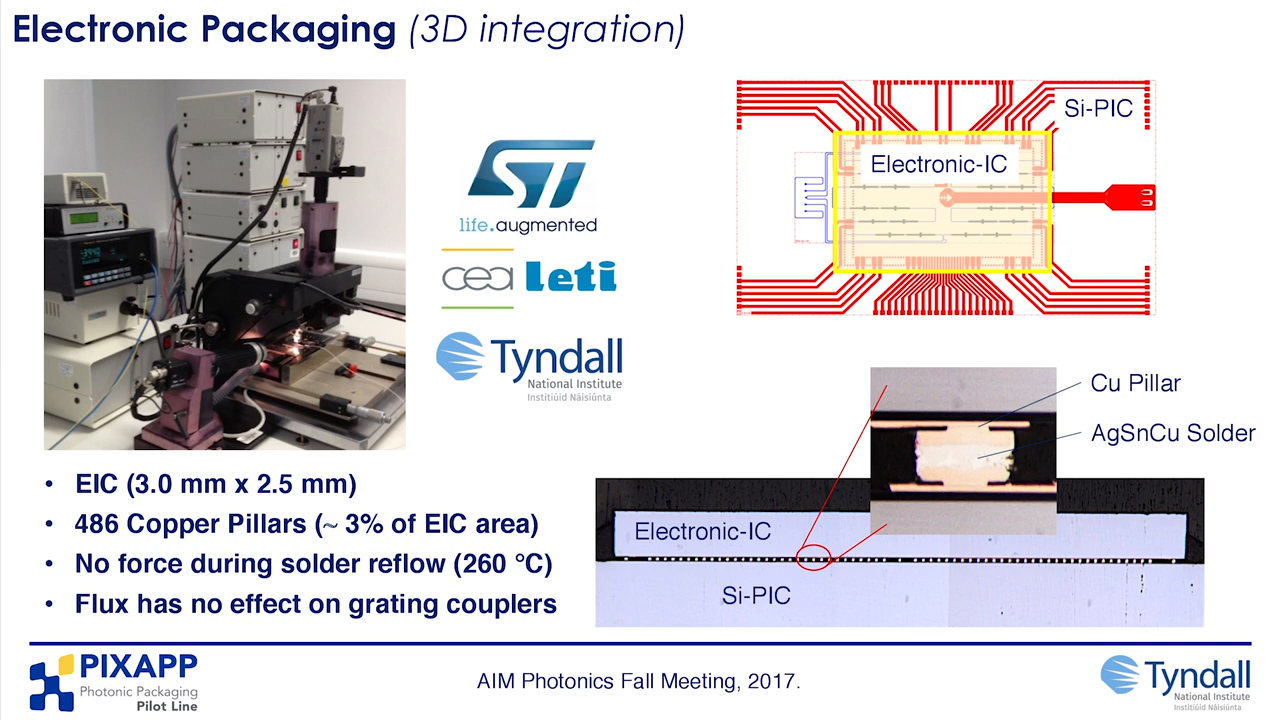 Electronic Packaging (3D integration)
ST
life.augmented
cea leti
Tyndall
National Institute
Institiúid Náisiúnta
Si-PIC
Electronic-IC
Cu Pillar
AgSnCu Solder
Electronic-IC
Si-PIC
• EIC (3.0 mm x 2.5 mm)
• 486 Copper Pillars (~ 3% of EIC area)
• No force during solder reflow (260 °C)
• Flux has no effect on grating couplers
PIXAPP
Photonic Packaging
Pilot Line
AIM Photonics Fall Meeting, 2017.
Tyndall
National Institute
Institiúid Náisiúnta